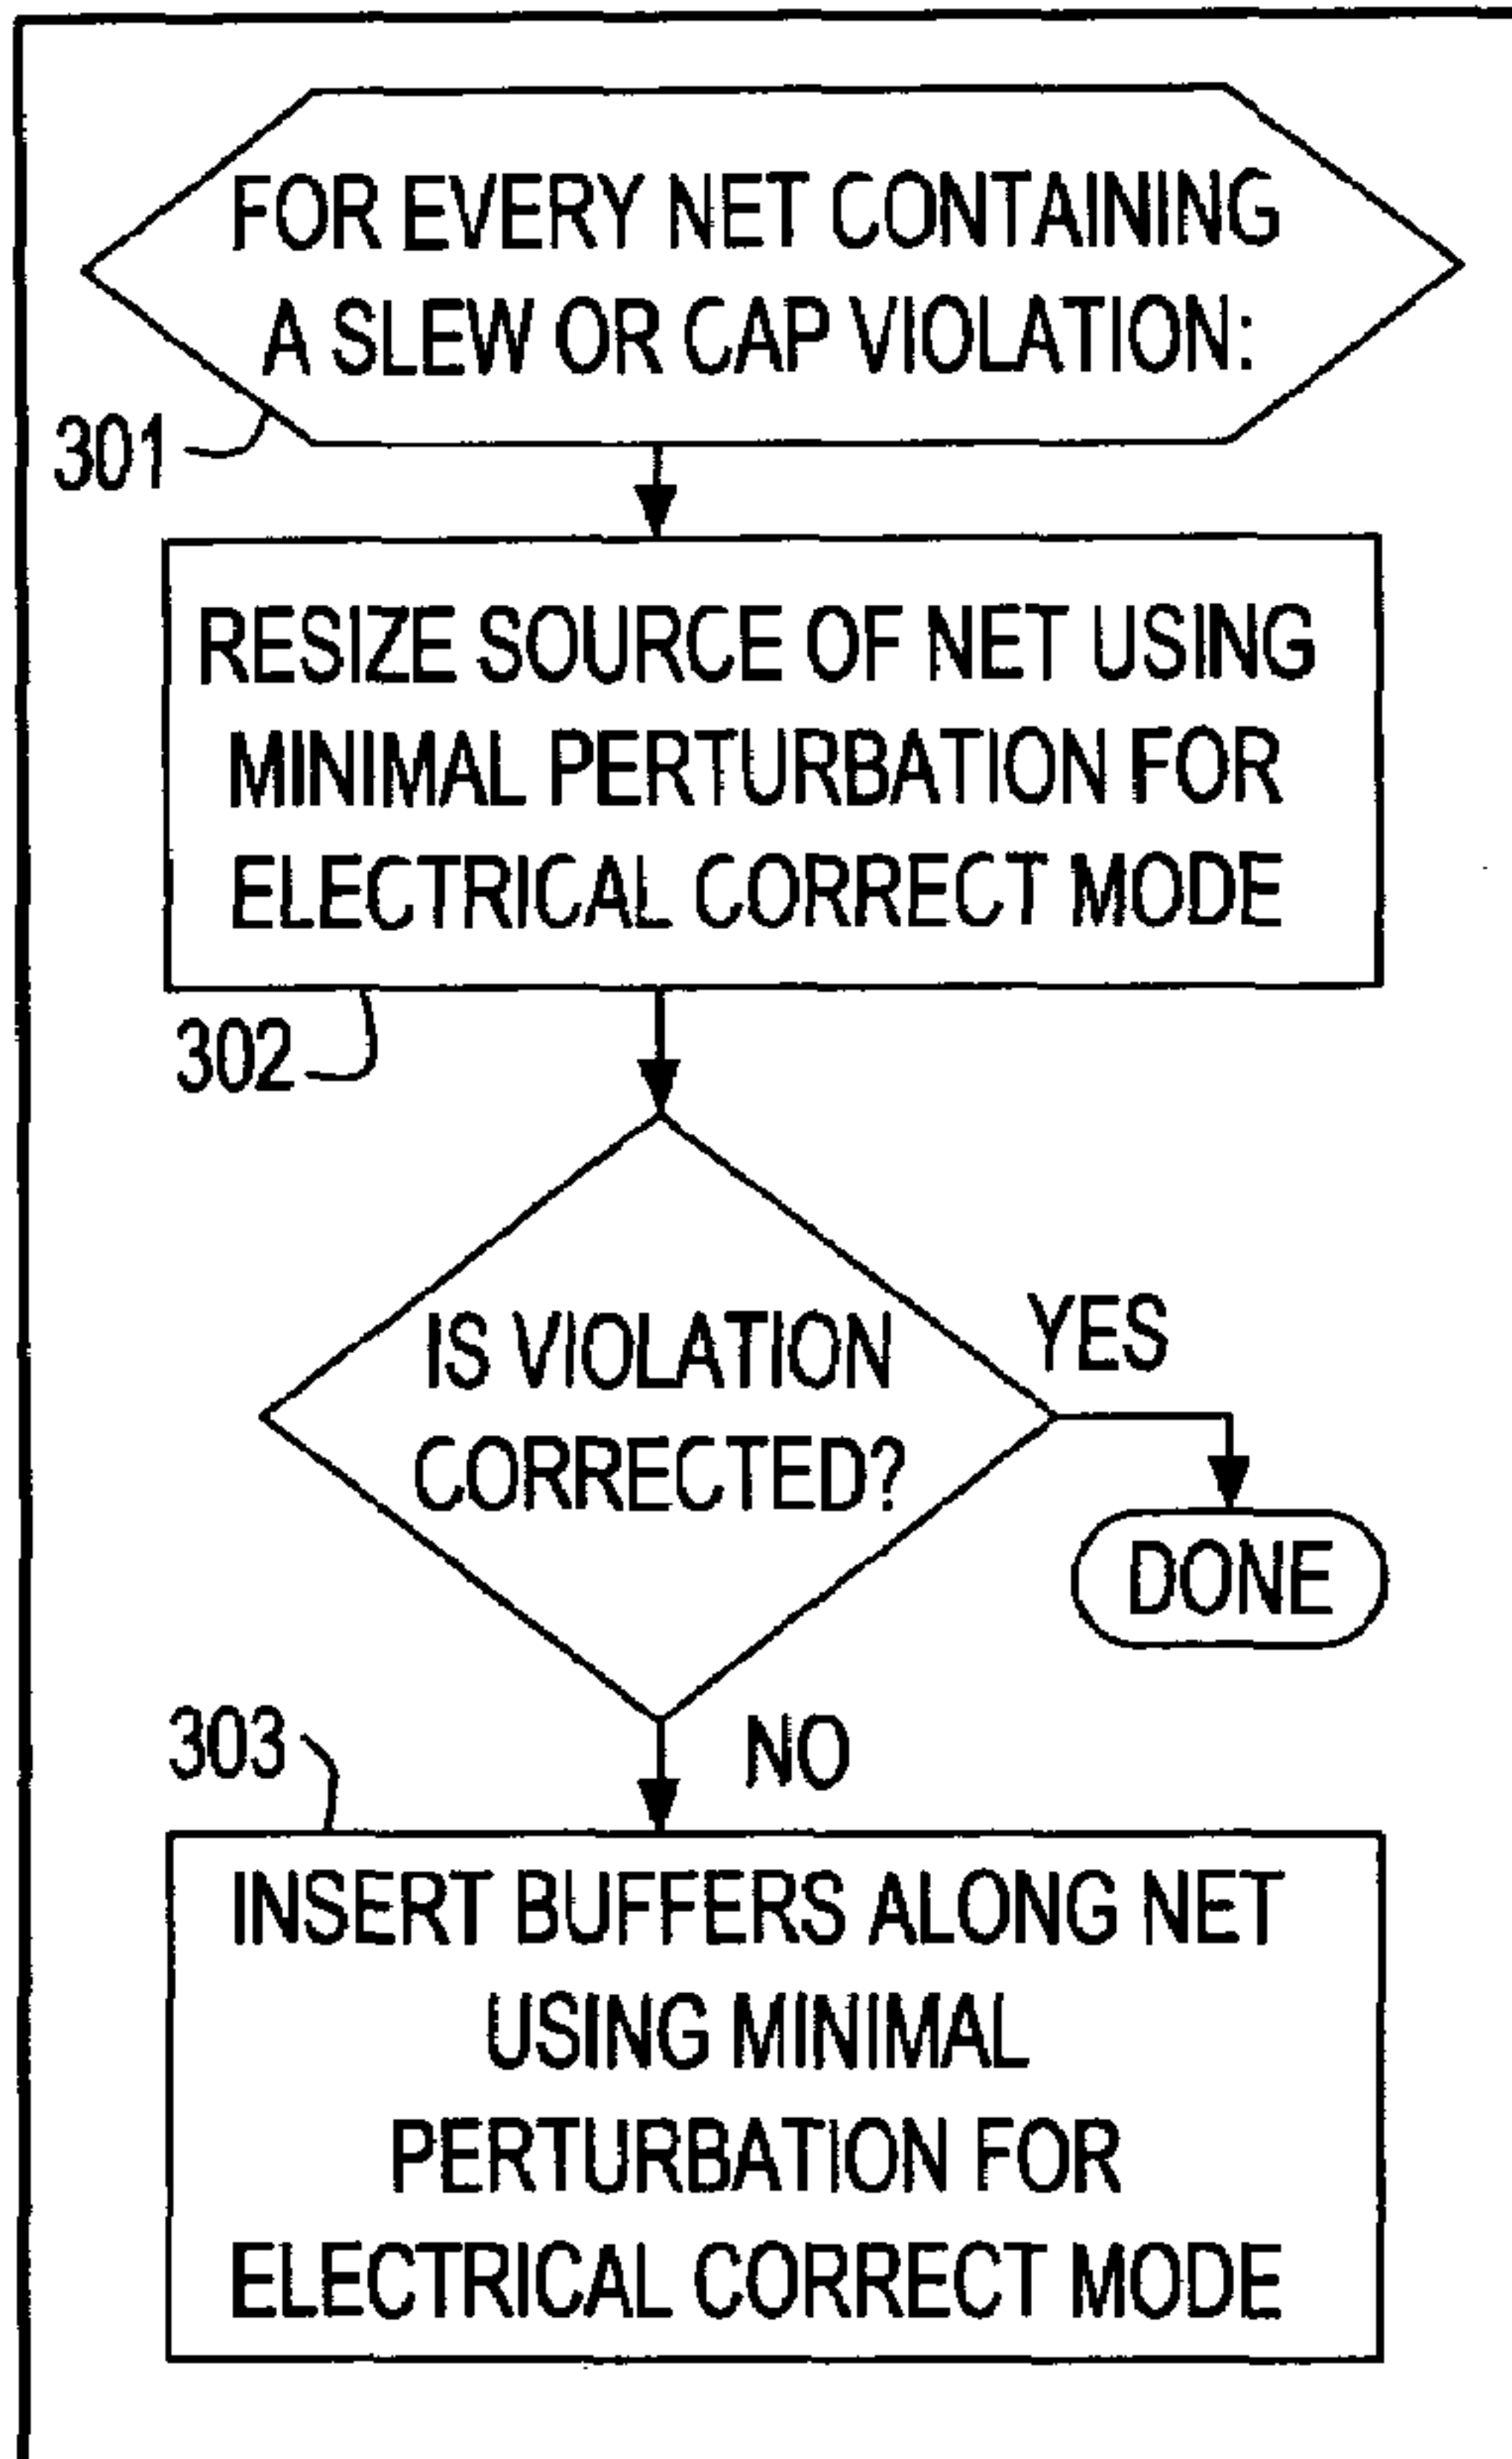 FOR EVERY NET CONTAINING
A SLEW OR CAP VIOLATION:
301
RESIZE SOURCE OF NET USING
MINIMAL PERTURBATION FOR
ELECTRICAL CORRECT MODE
302
IS VIOLATION
CORRECTED?
YES
DONE
NO
303
INSERT BUFFERS ALONG NET
USING MINIMAL
PERTURBATION FOR
ELECTRICAL CORRECT MODE